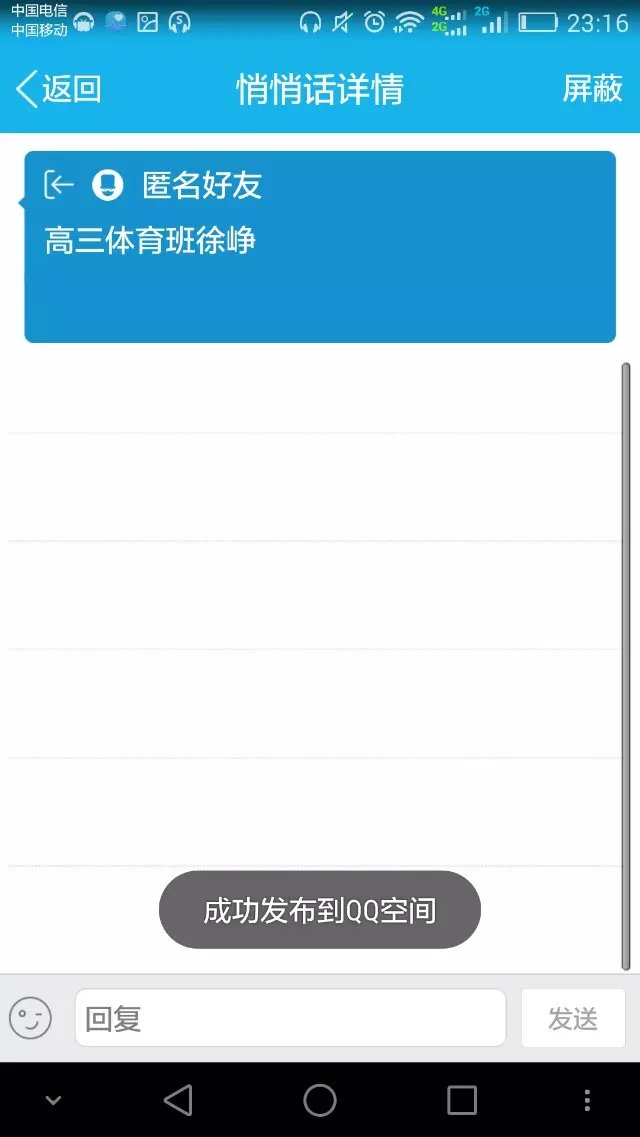 中国电信
中国移动
4G
2G
2G
23:16
返回
悄悄话详情
屏蔽
匿名好友
高三体育班徐峥
成功发布到QQ空间
回复
发送